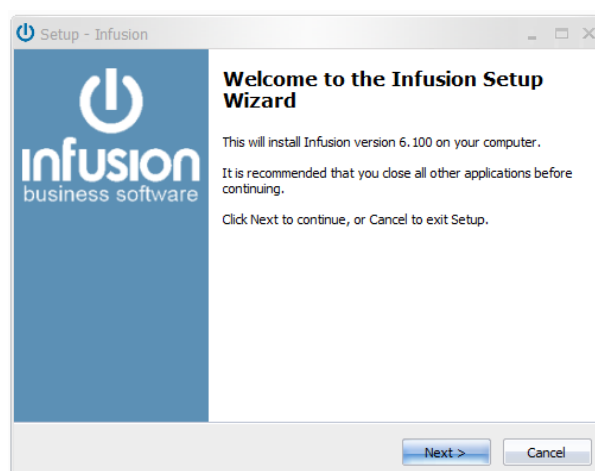 Setup - Infusion
Welcome to the Infusion Setup
Wizard
infusion
business software
This will install Infusion version 6.100 on your computer.
It is recommended that you close all other applications before
continuing.
Click Next to continue, or Cancel to exit Setup.
Next >
Cancel